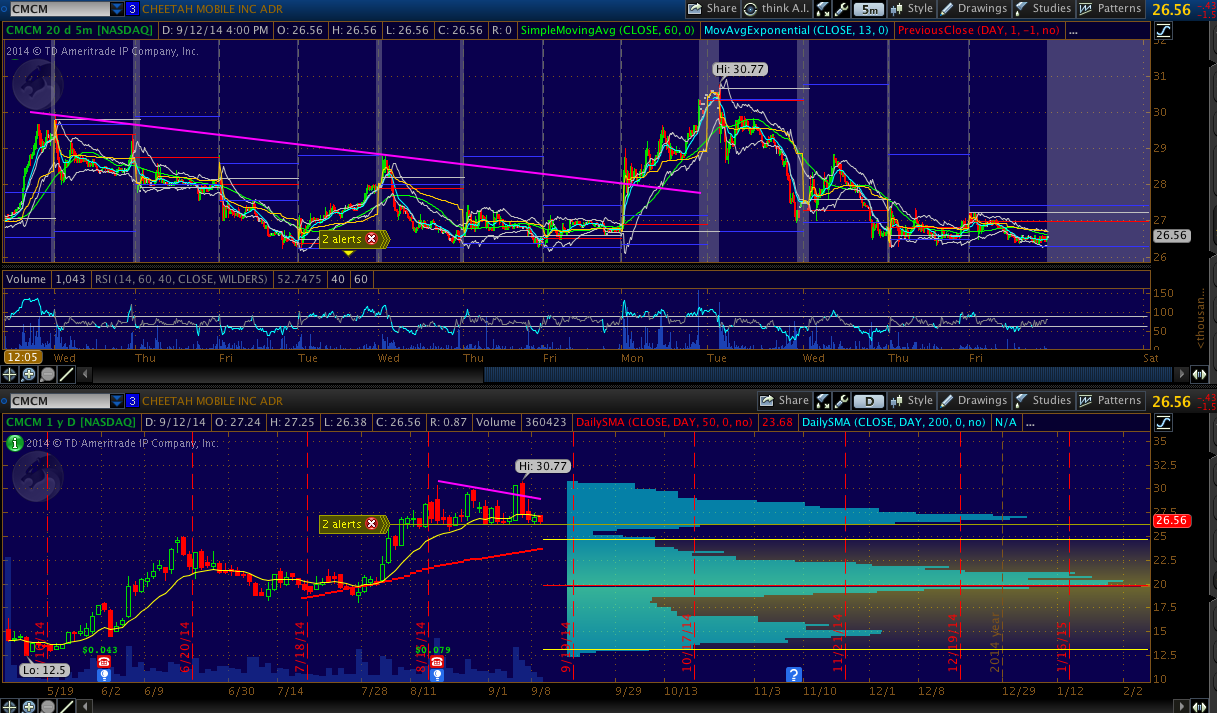 CMCM 3 CHEETAH MOBILE INC ADR Share think A.I. 5m Style Drawings Studies Patterns 26.56 -.43
-1.5
CMCM 20 d 5m [NASDAQ] D: 9/12/14 4:00 PM O: 26.56 H: 26.56 L: 26.56 C: 26.56 R: 0 SimpleMovingAvg (CLOSE, 60, 0, no) MovAvgExponential (CLOSE, 13, 0) PreviousClose (DAY, 1, -1, no) ...
2014 © TD Ameritrade IP Company, Inc.
32
Hi: 30.77
31
30
29
28
27
2 alerts
26.56
26
Volume 1,043 RSI (14, 60, 40, CLOSE, WILDERS) 52.7475 40 60
150
100
50
0
<thousan...
12:05 Wed Thu Fri Tue Wed Thu Fri Mon Tue Wed Thu Fri Sat
CMCM 3 CHEETAH MOBILE INC ADR Share D Style Drawings Studies Patterns 26.56 -.43
-1.5
CMCM 1 y D [NASDAQ] D: 9/12/14 O: 27.24 H: 27.25 L: 26.38 C: 26.56 R: 0.87 Volume 360423 DailySMA (CLOSE, DAY, 50, 0, no) 23.68 DailySMA (CLOSE, DAY, 200, 0, no) N/A ...
i 2014 © TD Ameritrade IP Company, Inc.
35
32.5
Hi: 30.77
30
27.5
2 alerts
26.56
25
22.5
20
17.5
15
12.5
10
6/20/14
7/18/14
10/17/14
11/21/14
12/19/14
2014 year
1/16/15
$0.043
$0.079
Lo: 12.5
?
5/19 6/2 6/9 6/30 7/14 7/28 8/11 9/1 9/8 9/29 10/13 11/3 11/10 12/1 12/8 12/29 1/12 2/2